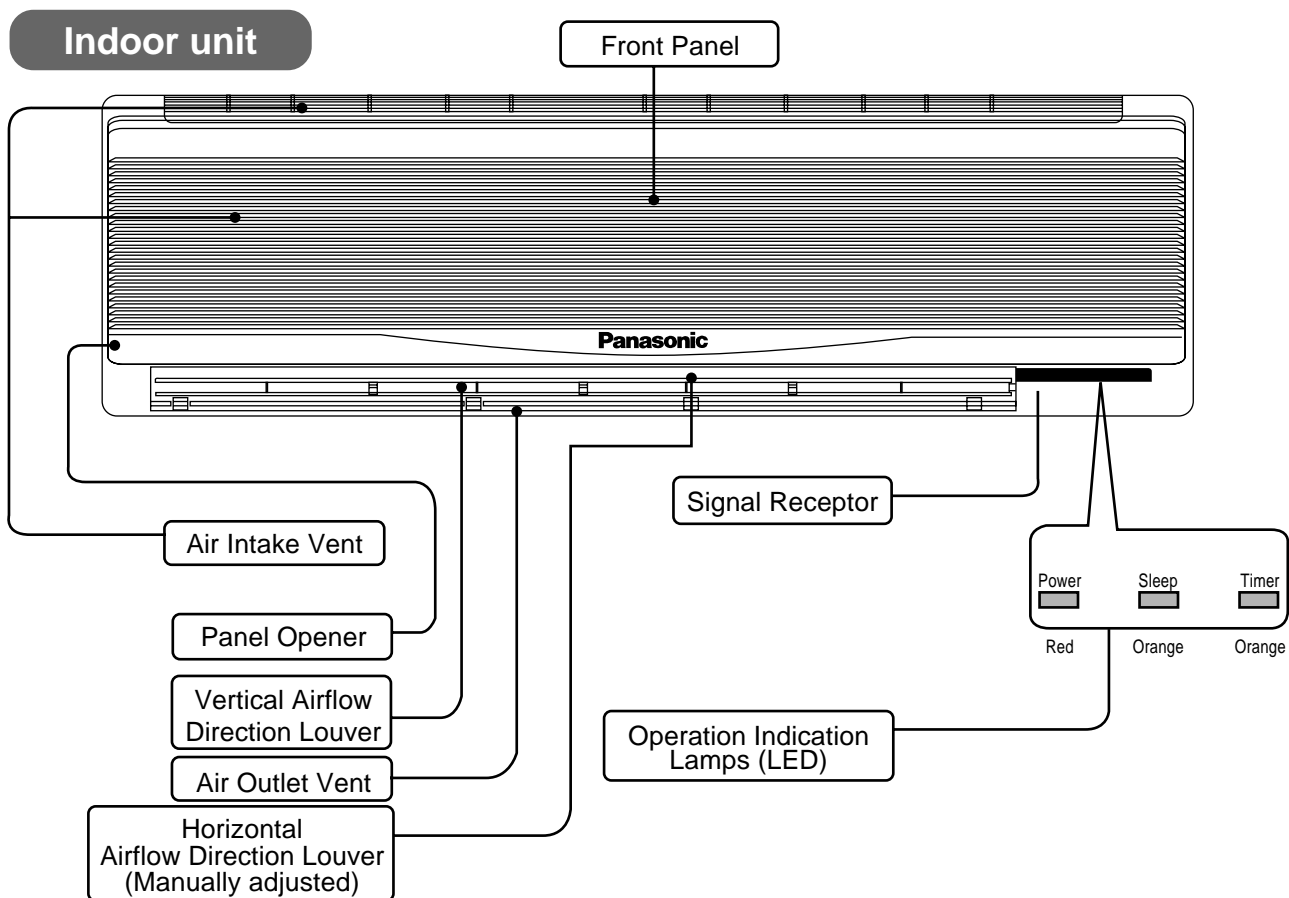 Indoor unit
Front Panel
Panasonic
Signal Receptor
Air Intake Vent
Power
Sleep
Timer
Red
Orange
Orange
Panel Opener
Vertical Airflow
Direction Louver
Operation Indication
Lamps (LED)
Air Outlet Vent
Horizontal
Airflow Direction Louver
(Manually adjusted)